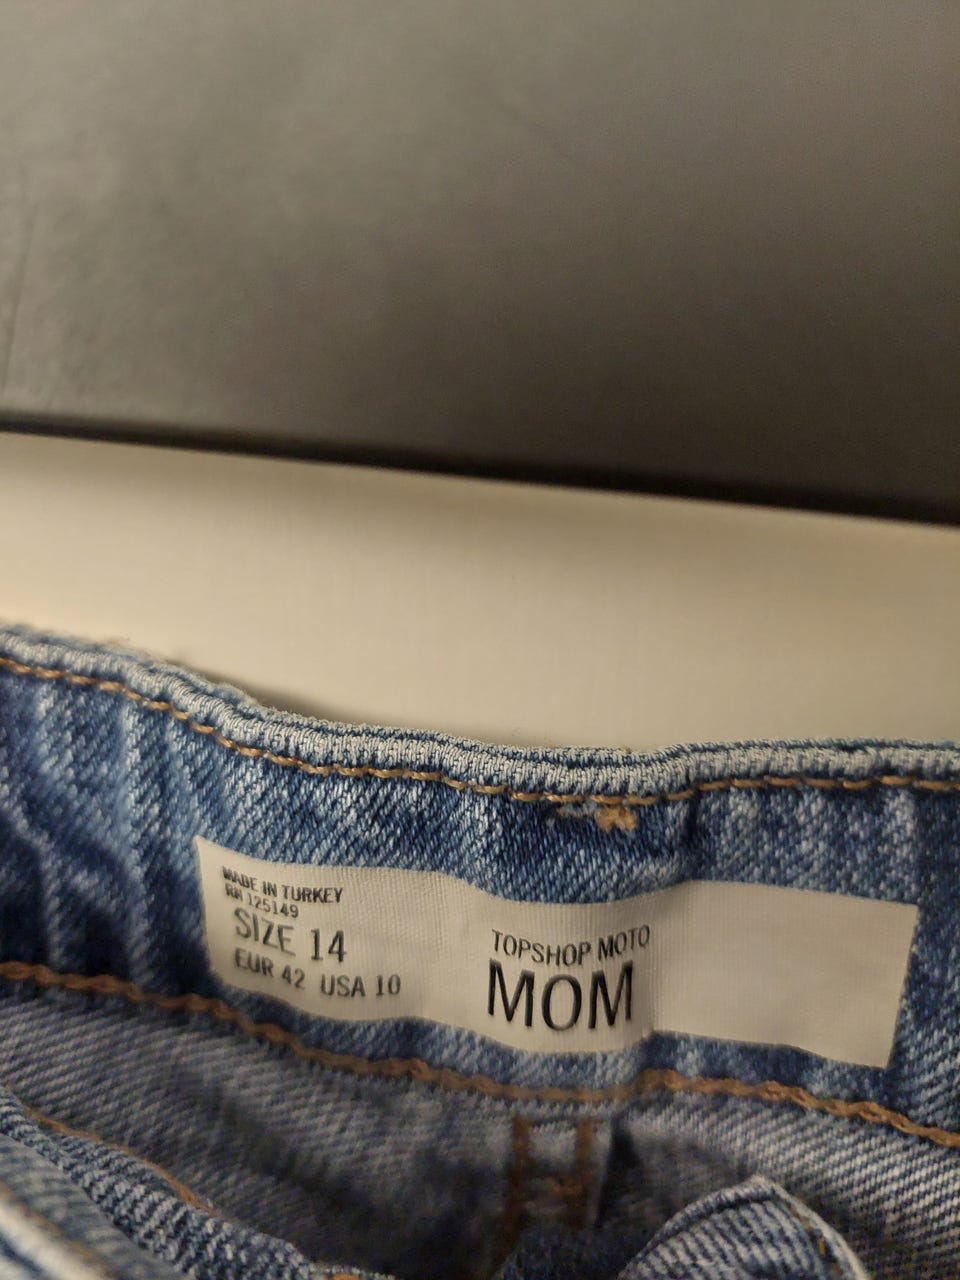 MADE IN TURKEY
RN 125149
SIZE 14
EUR 42 USA 10
TOPSHOP MOTO
MOM